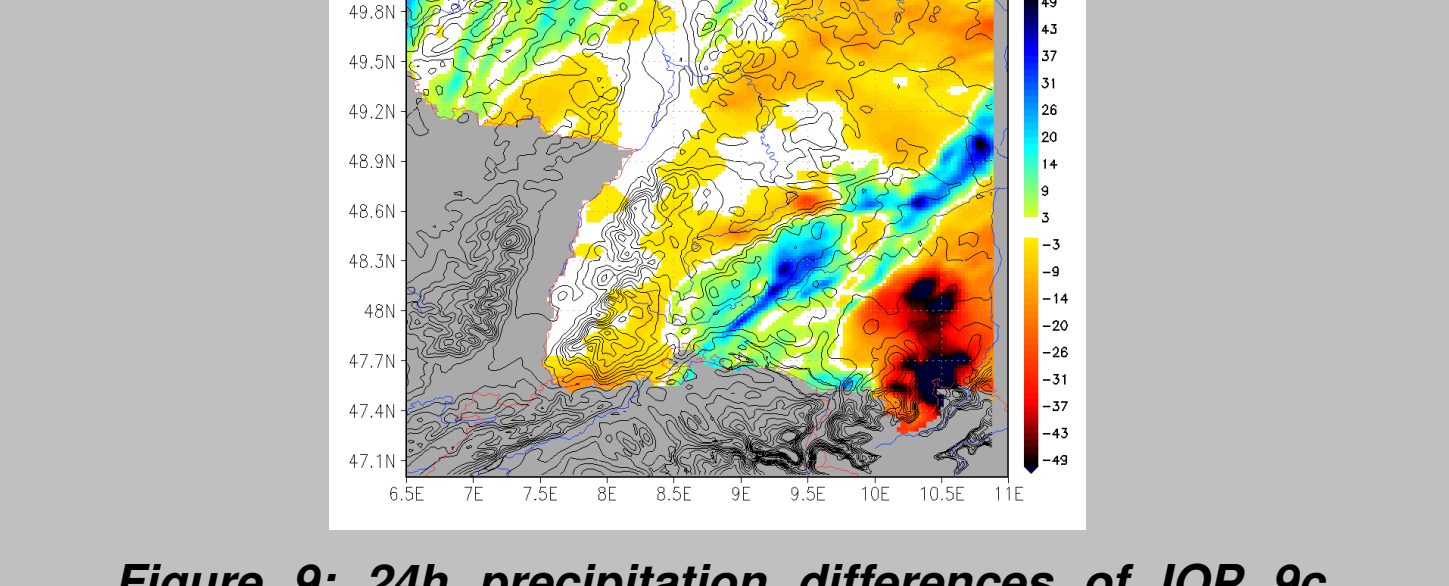 49.8N
49.5N
49.2N
48.9N
48.6N
48.3N
48N
47.7N
47.4N
47.1N
6.5E 7E 7.5E 8E 8.5E 9E 9.5E 10E 10.5E 11E
49
43
37
31
26
20
14
9
3
−3
−9
−14
−20
−26
−31
−37
−43
−49
Figure 9: 24h precipitation differences of IOP 9c